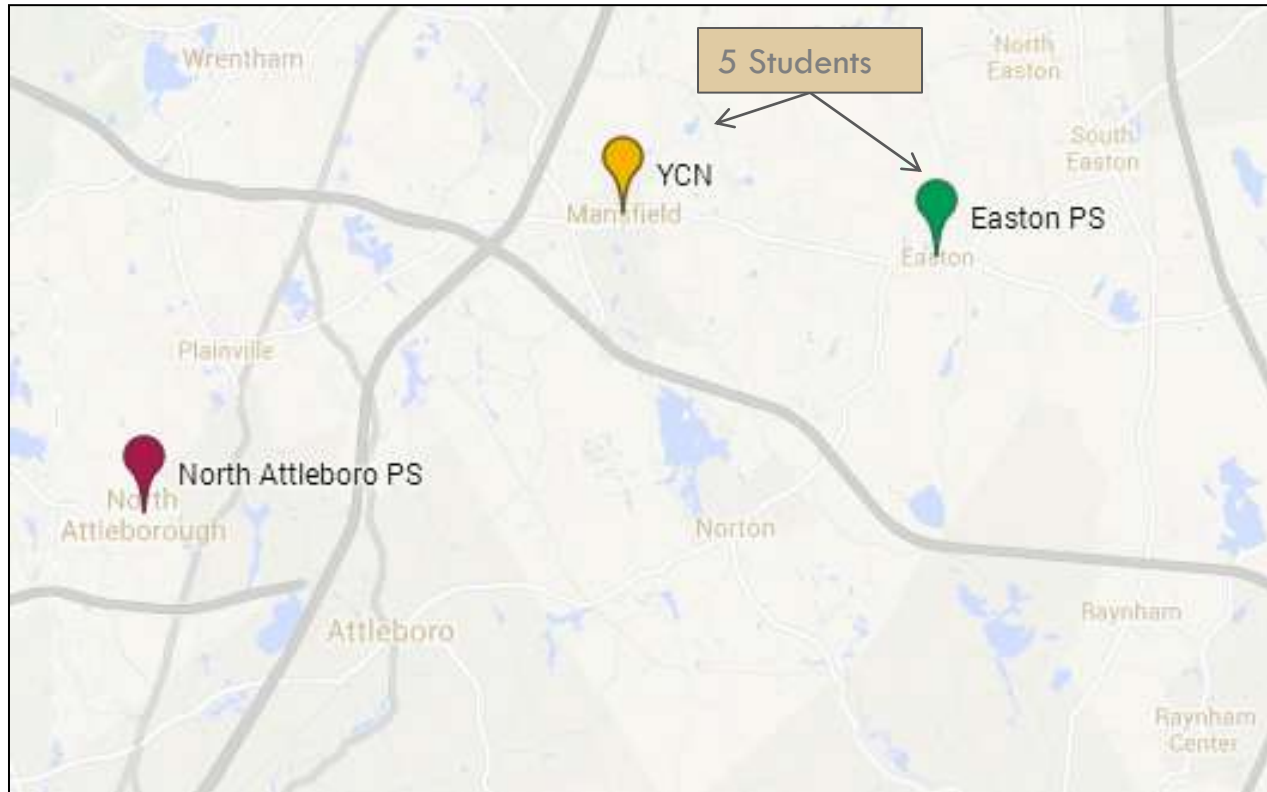 Wrentham
5 Students
North
Easton
South
Easton
YCN
Mansfield
Easton PS
Easton
Plainville
North Attleboro PS
North
Attleborough
Norton
Attleboro
Raynham
Raynham
Center